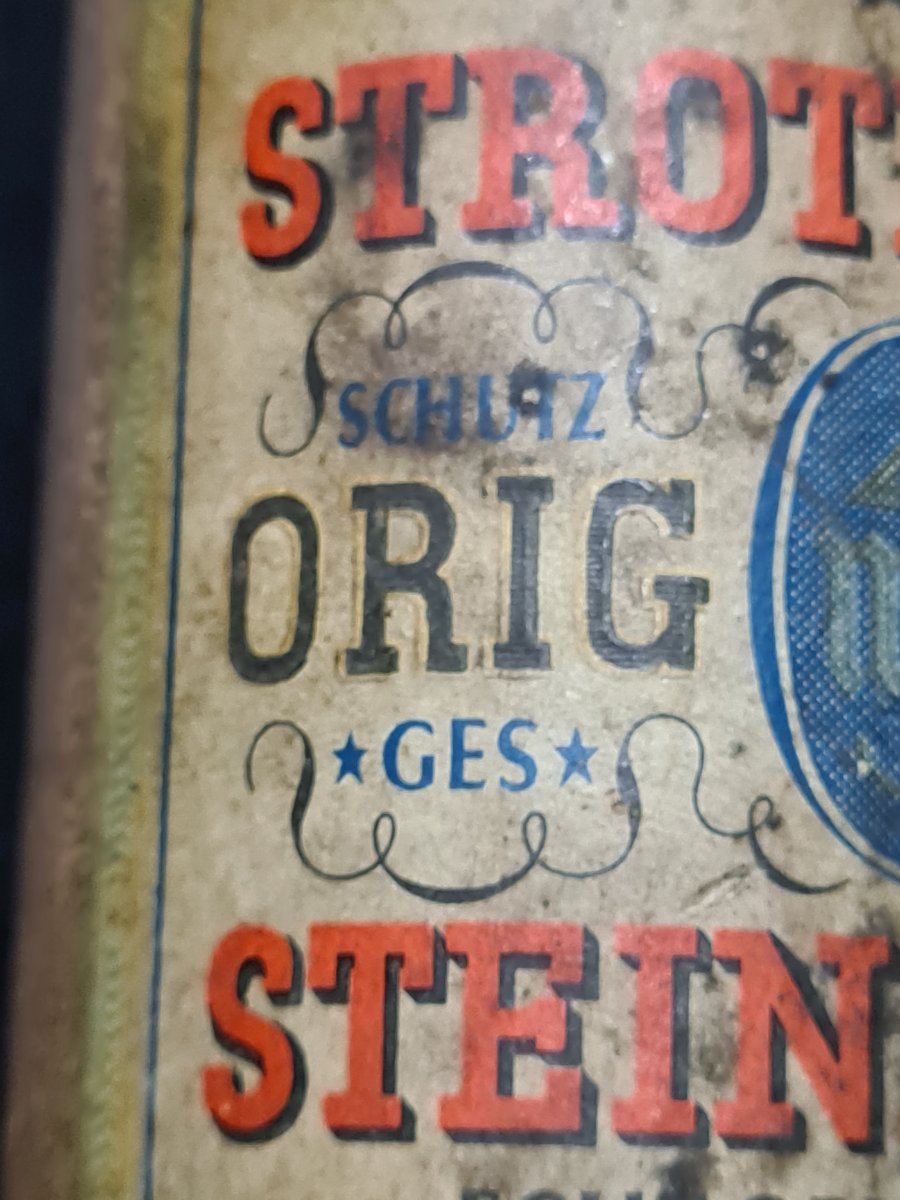 STROT
SCHUTZ
ORIG
★GES★
STEIN